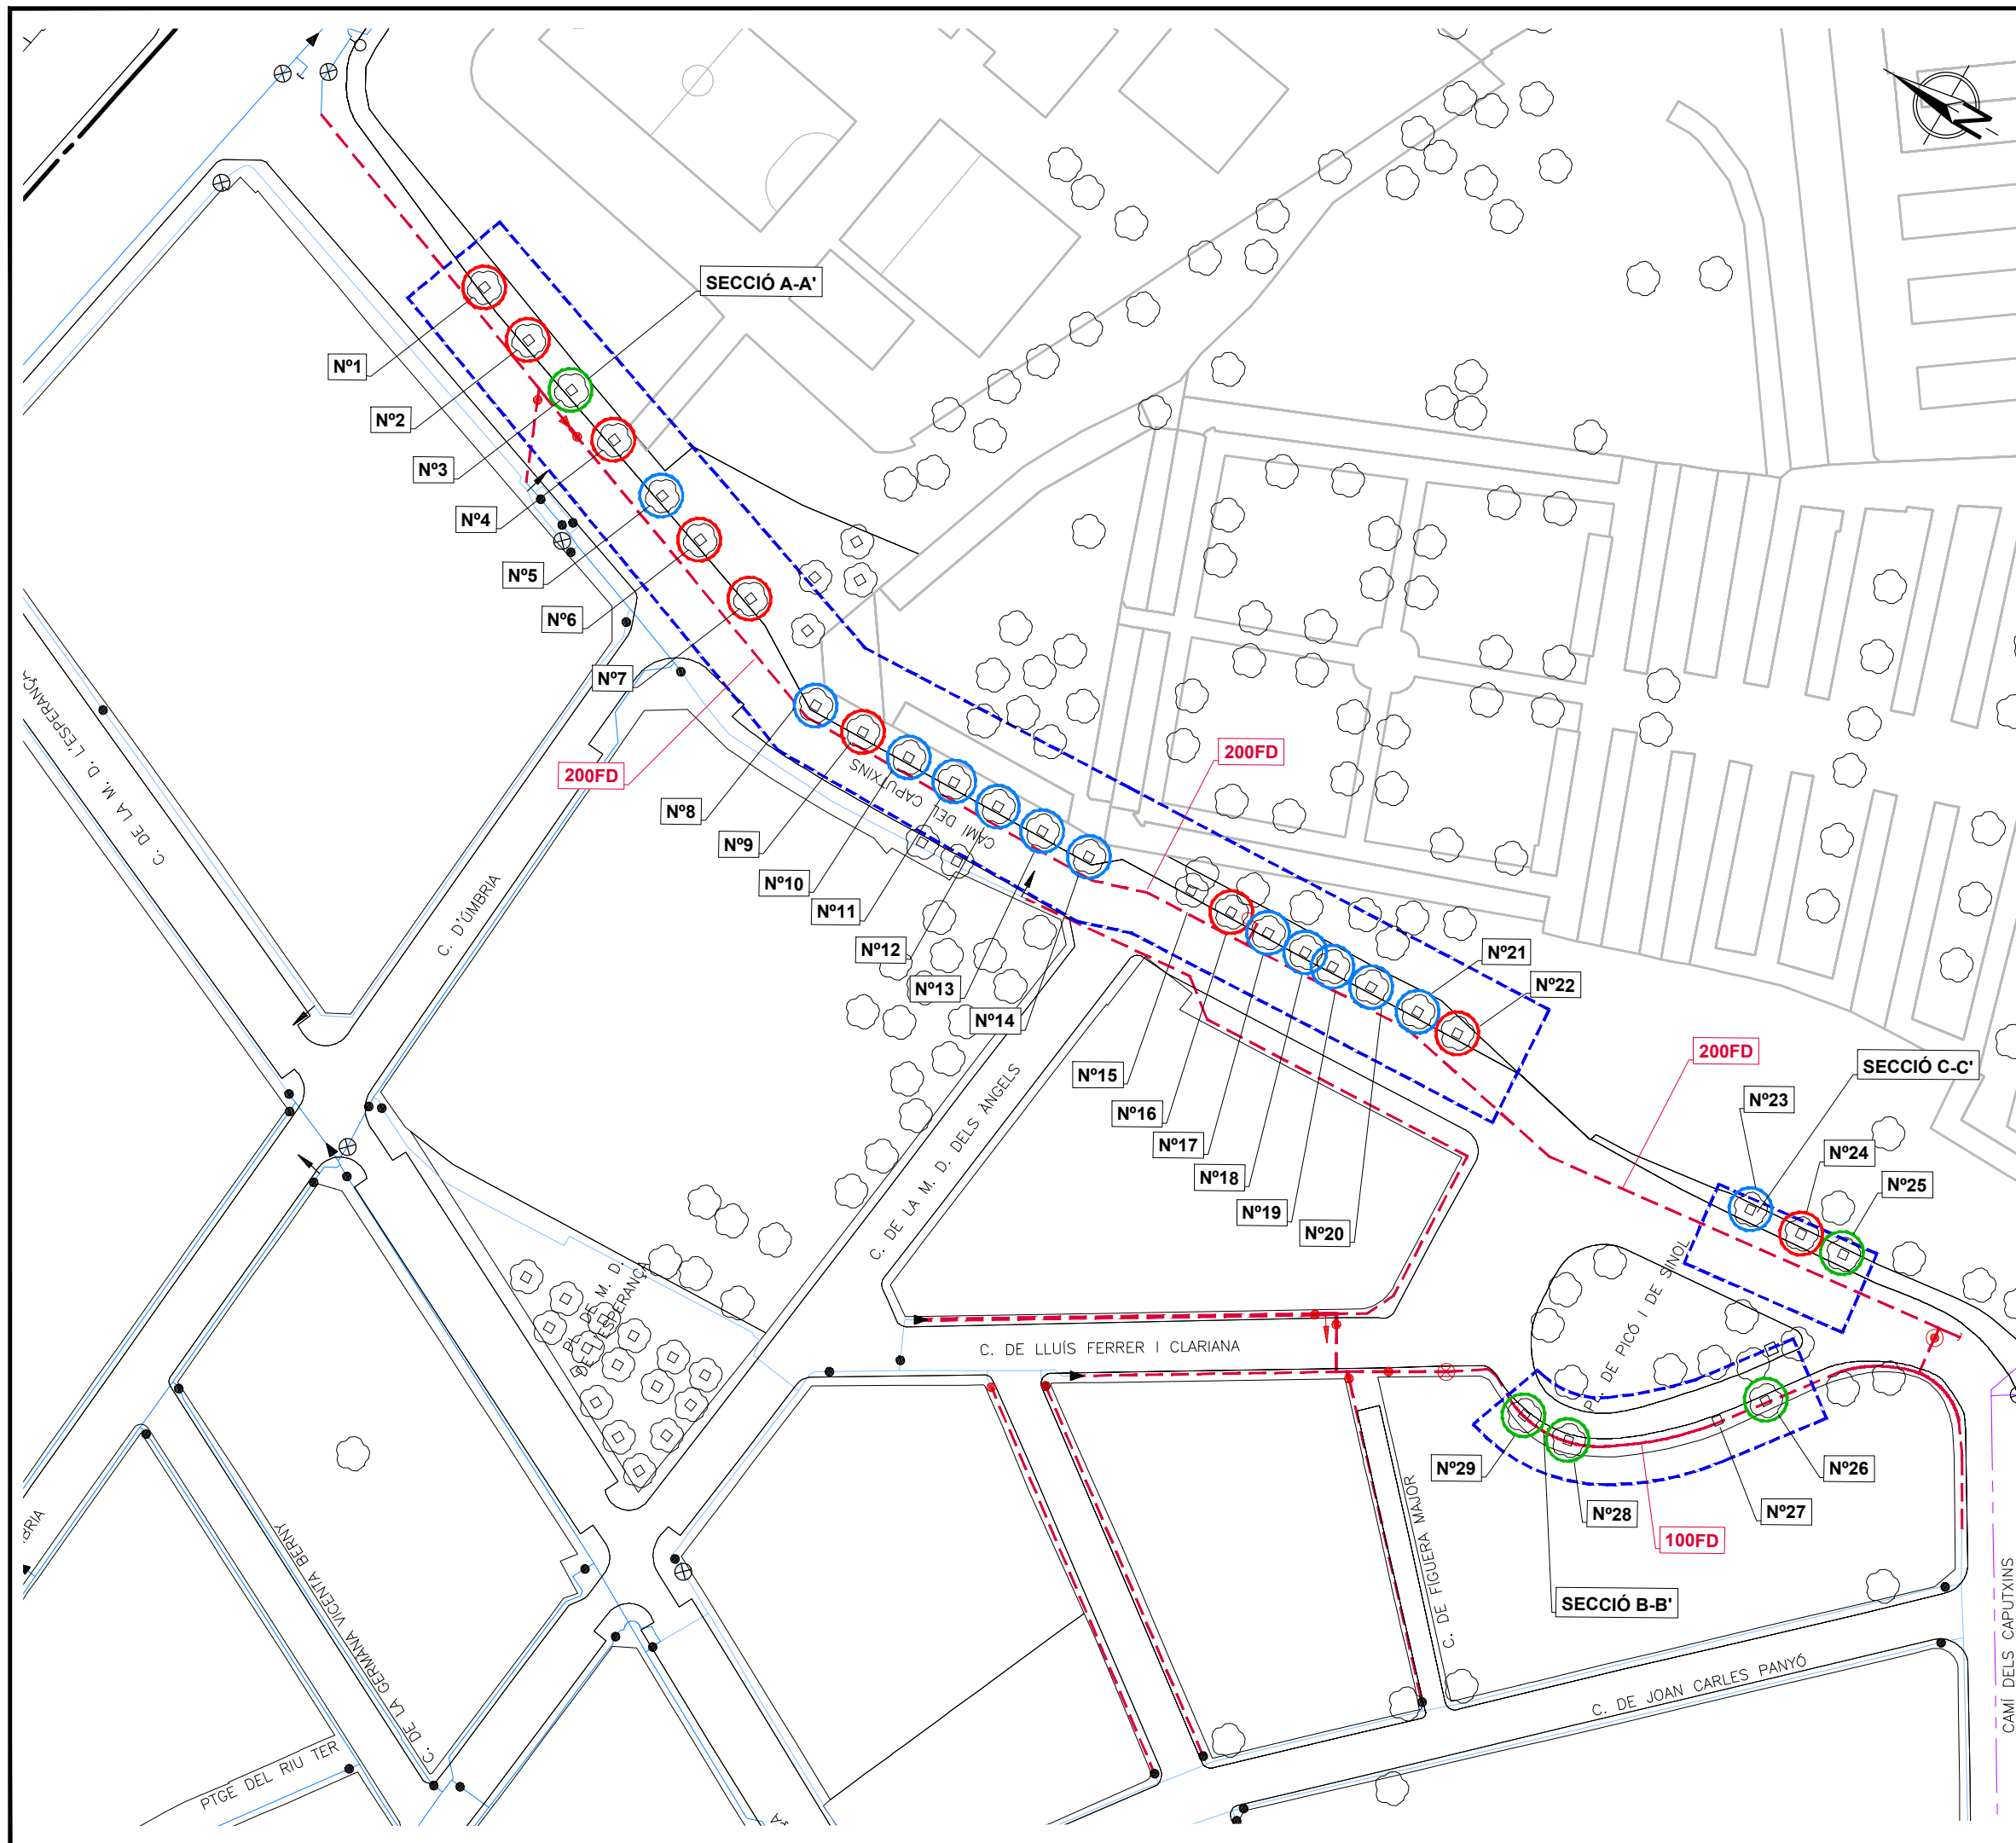 N
SECCIÓ A-A'
Nº1
Nº2
Nº3
Nº4
Nº5
Nº6
Nº7
200FD
Nº8
Nº9
Nº10
Nº11
Nº12
Nº13
Nº14
CAMÍ DELS
CAPUTXINS
200FD
Nº15
Nº16
Nº17
Nº18
Nº19
Nº20
Nº21
Nº22
200FD
SECCIÓ C-C'
Nº23
Nº24
Nº25
C. DE LA M. D. L'ESPERANÇA
C. D'ÚMBRIA
C. DE LA M. D. DELS ÀNGELS
PL. DE M. D.
DE L'ESPERANÇA
C. DE LLUÍS FERRER I CLARIANA
PL. DE PICÓ I DE SINOL
Nº29
Nº28
Nº26
Nº27
100FD
SECCIÓ B-B'
C. DE FIGUERA MAJOR
C. DE JOAN CARLES PANYÓ
CAMÍ DELS CAPUTXINS
C. DE LA GERMANA VICENTA BERNY
PTGE DEL RIU TER